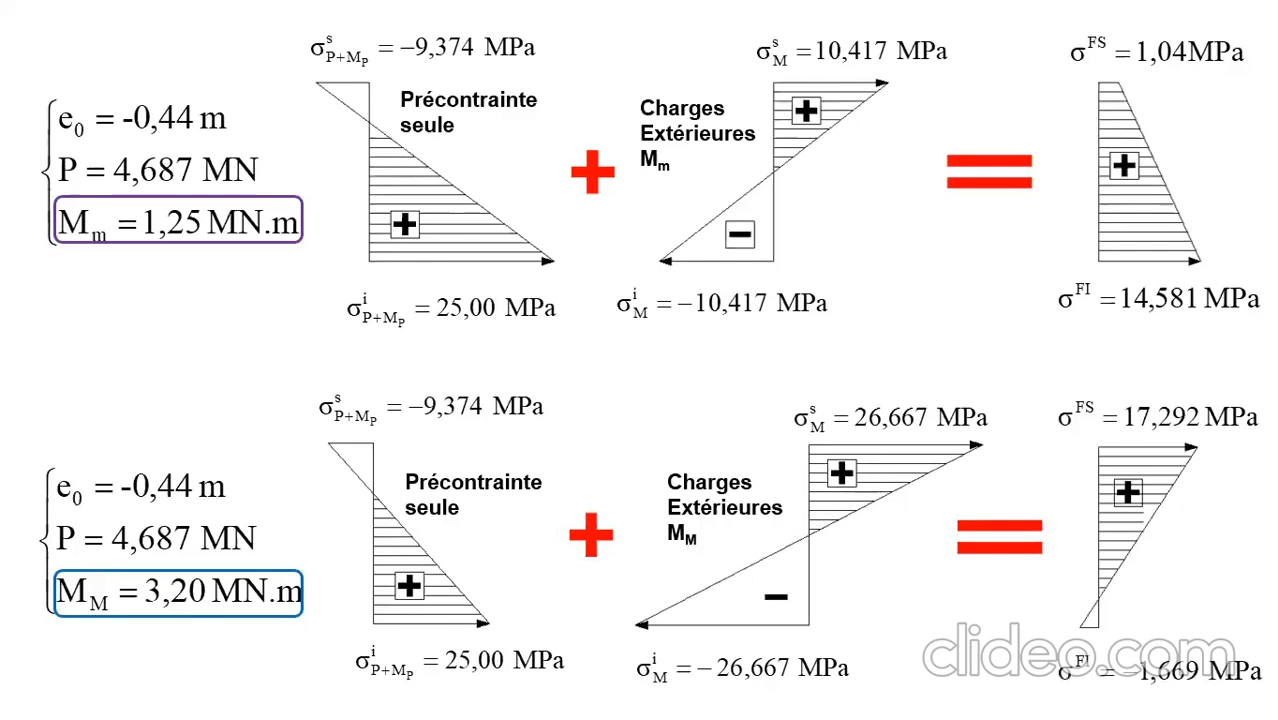 σ^s_{P+M_P} = −9,374 MPa
σ^s_M = 10,417 MPa
σ^{FS} = 1,04MPa
e_0 = -0,44 m
P = 4,687 MN
M_m = 1,25 MN.m
Précontrainte
seule
+
Charges
Extérieures
M_m
+
=
+
+
−
σ^i_{P+M_P} = 25,00 MPa
σ^i_M = −10,417 MPa
σ^{FI} = 14,581 MPa
σ^s_{P+M_P} = −9,374 MPa
σ^s_M = 26,667 MPa
σ^{FS} = 17,292 MPa
e_0 = -0,44 m
P = 4,687 MN
M_M = 3,20 MN.m
Précontrainte
seule
+
Charges
Extérieures
M_M
+
=
+
+
−
σ^i_{P+M_P} = 25,00 MPa
σ^i_M = − 26,667 MPa
σ^{FI} = −1,669 MPa
clideo.com